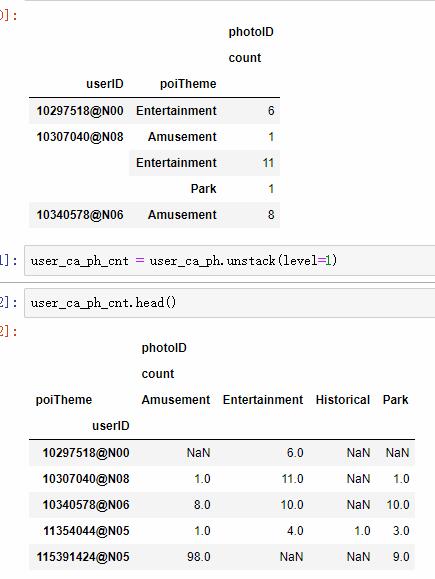 ]:
photoID
count
userID poiTheme
10297518@N00 Entertainment 6
10307040@N08 Amusement 1
Entertainment 11
Park 1
10340578@N06 Amusement 8
]: user_ca_ph_cnt = user_ca_ph.unstack(level=1)
2]: user_ca_ph_cnt.head()
2]:
photoID
count
poiTheme Amusement Entertainment Historical Park
userID
10297518@N00 NaN 6.0 NaN NaN
10307040@N08 1.0 11.0 NaN 1.0
10340578@N06 8.0 10.0 NaN 10.0
11354044@N05 1.0 4.0 1.0 3.0
115391424@N05 98.0 NaN NaN 9.0